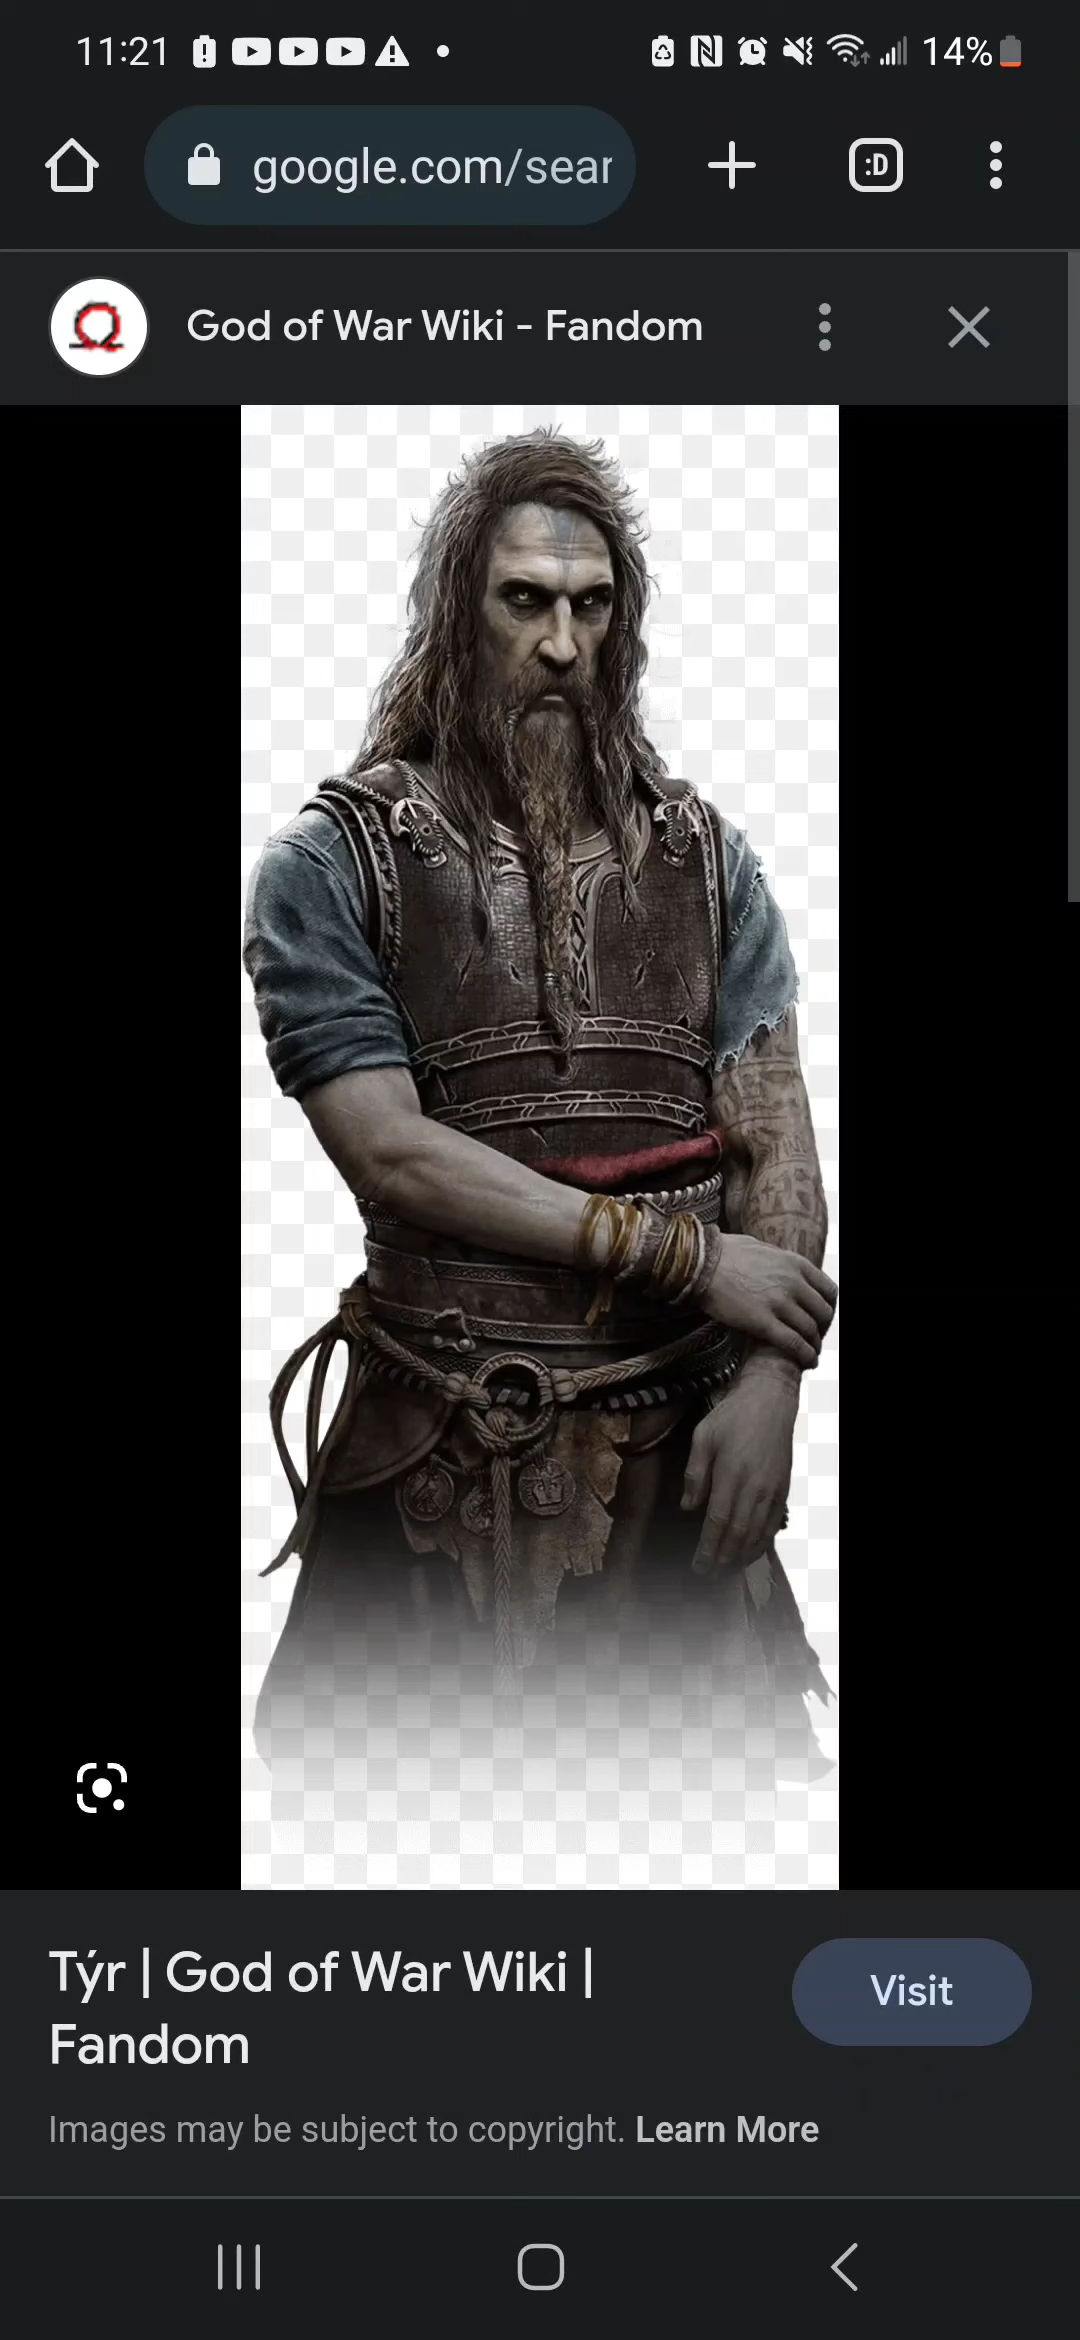 11:21 14%
google.com/sear :D
God of War Wiki - Fandom
Týr | God of War Wiki |
Fandom
Visit
Images may be subject to copyright. Learn More